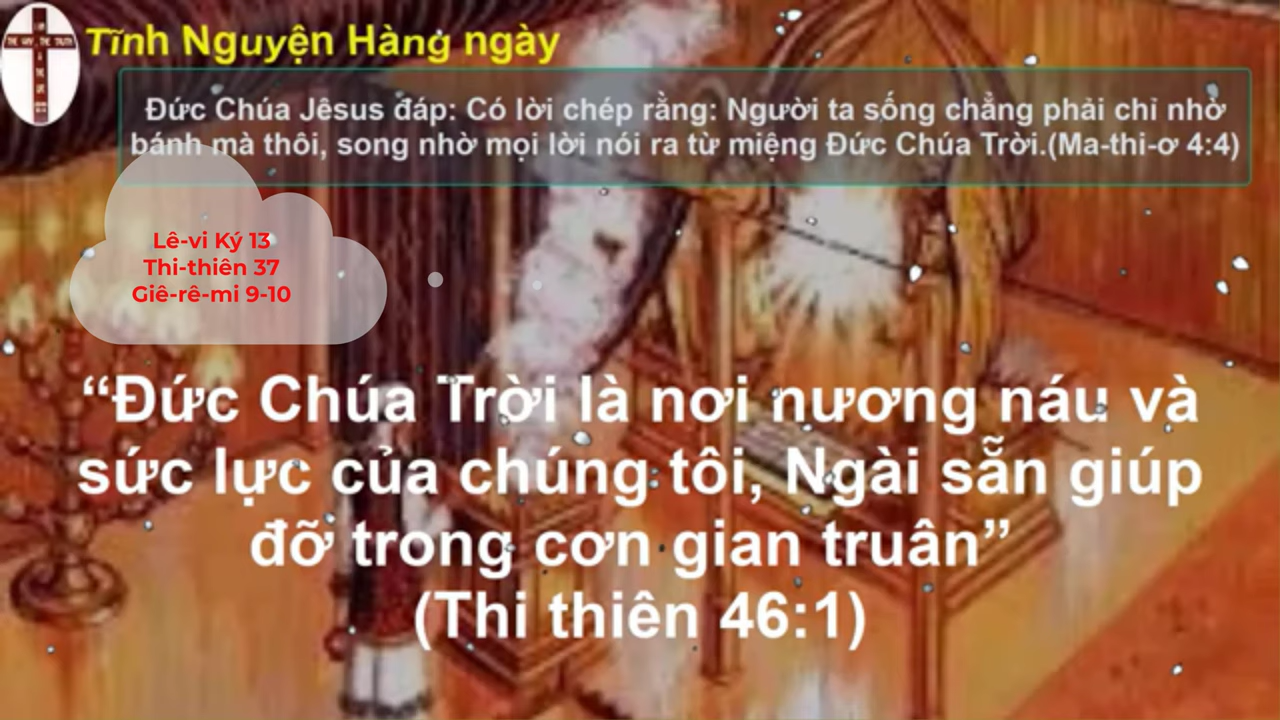 Tĩnh Nguyện Hàng ngày
Đức Chúa Jêsus đáp: Có lời chép rằng: Người ta sống chẳng phải chỉ nhờ
bánh mà thôi, song nhờ mọi lời nói ra từ miệng Đức Chúa Trời.(Ma-thi-ơ 4:4)
Lê-vi Ký 13
Thi-thiên 37
Giê-rê-mi 9-10
“Đức Chúa Trời là nơi nương náu và
sức lực của chúng tôi, Ngài sẵn giúp
đỡ trong cơn gian truân”
(Thi thiên 46:1)